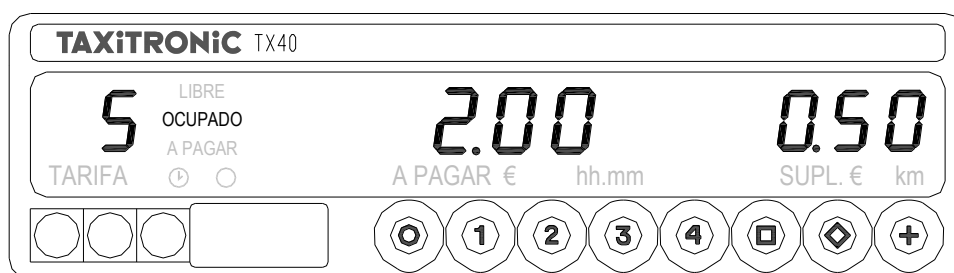 TAXiTRONiC TX40
LIBRE
5 OCUPADO 2.00 0.50
A PAGAR
TARIFA A PAGAR € hh.mm SUPL. € km
1 2 3 4 +